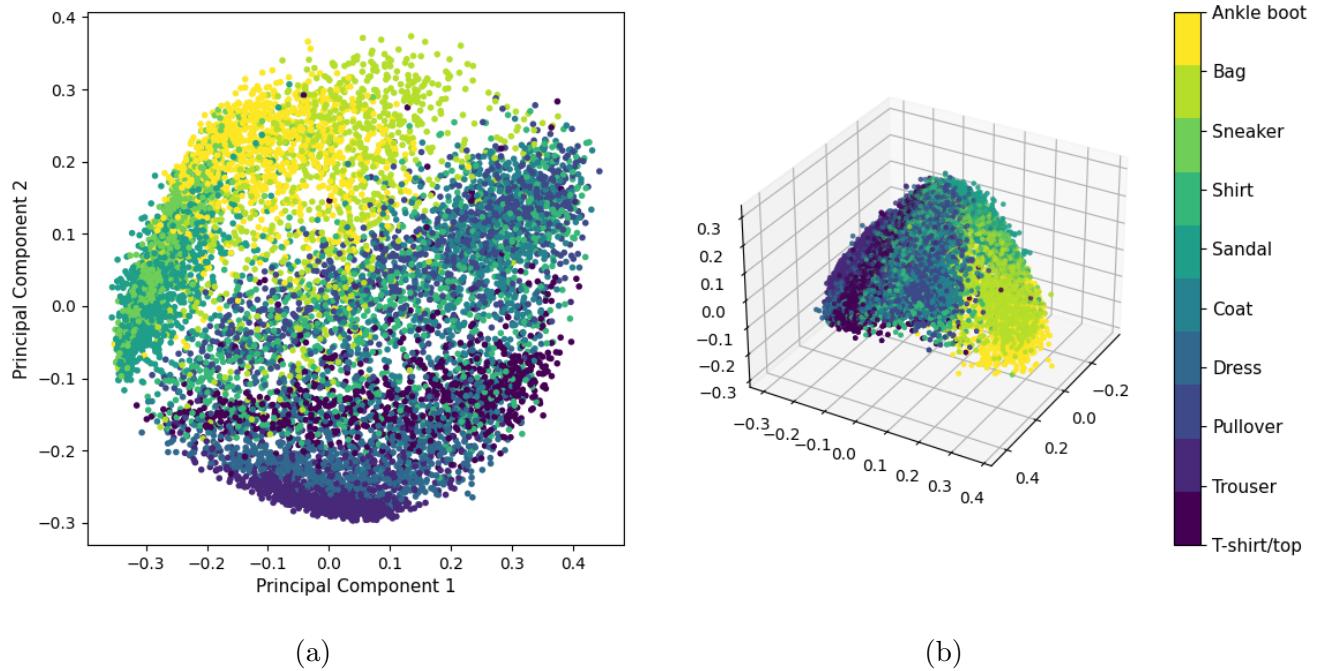 0.4
0.3
0.2
0.1
0.0
−0.1
−0.2
−0.3
Principal Component 2
−0.3 −0.2 −0.1 0.0 0.1 0.2 0.3 0.4
Principal Component 1
(a)
0.3
0.2
0.1
0.0
−0.1
−0.2
−0.3
−0.3 −0.2 −0.1 0.0 0.1 0.2 0.3 0.4
−0.2
0.0
0.2
0.4
(b)
Ankle boot
Bag
Sneaker
Shirt
Sandal
Coat
Dress
Pullover
Trouser
T-shirt/top